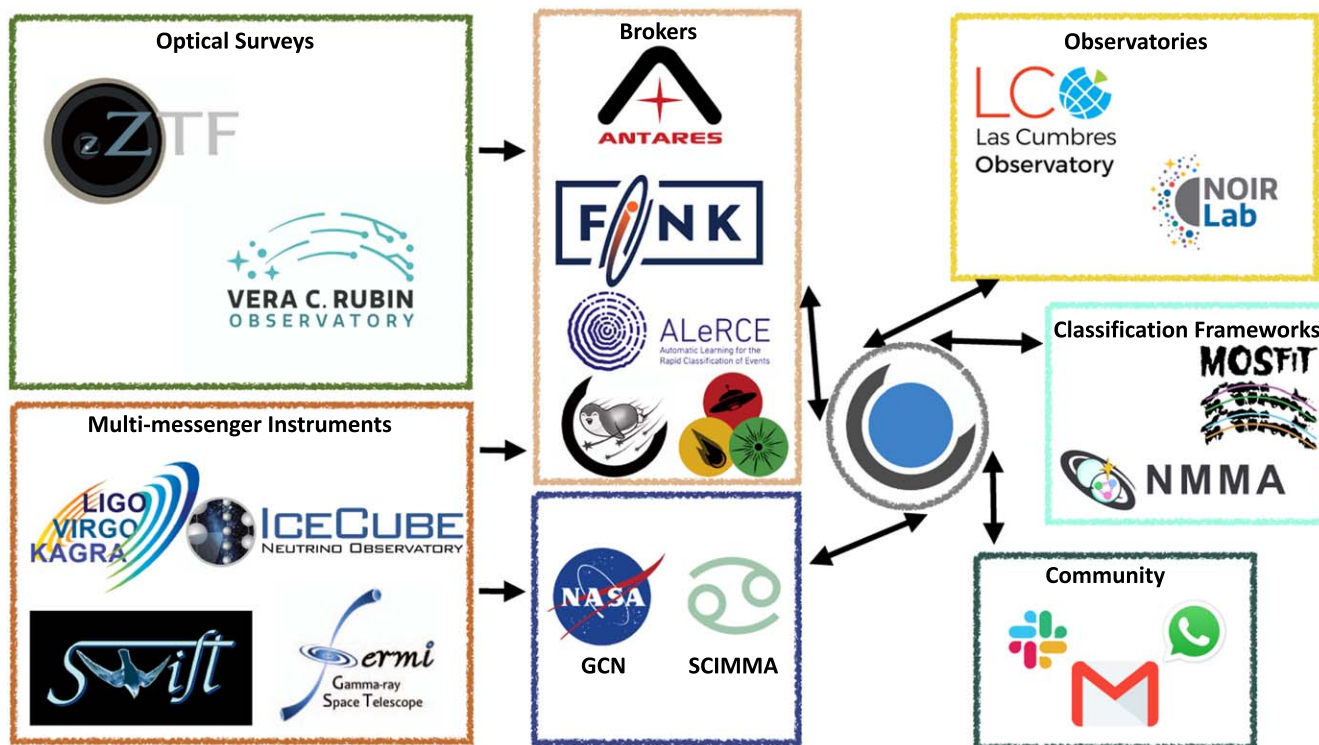 Optical Surveys
zZTF
VERA C. RUBIN
OBSERVATORY
Multi-messenger Instruments
LIGO
VIRGO
KAGRA
ICECUBE
NEUTRINO OBSERVATORY
Swift
Fermi
Gamma-ray
Space Telescope
Brokers
ANTARES
FINK
ALeRCE
Automatic Learning for the
Rapid Classification of Events
NASA
GCN
SCIMMA
Observatories
LCO
Las Cumbres
Observatory
NOIR
Lab
Classification Frameworks
MOSFiT
NMMA
Community